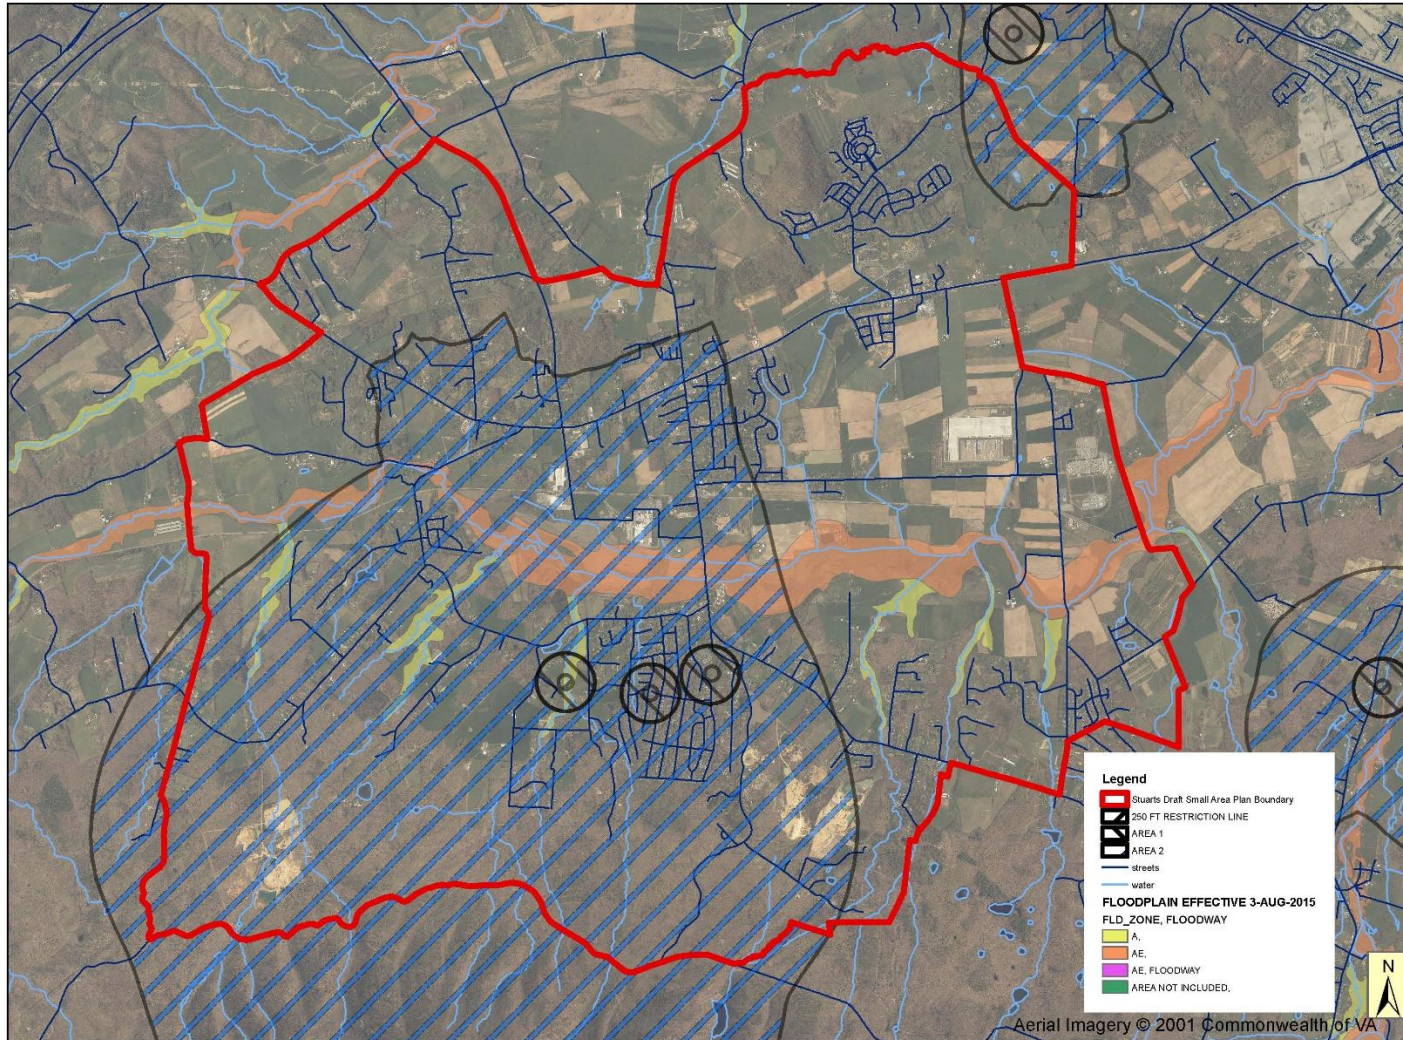 Legend
Stuarts Draft Small Area Plan Boundary
250 FT RESTRICTION LINE
AREA 1
AREA 2
streets
water
FLOODPLAIN EFFECTIVE 3-AUG-2015
FLD_ZONE, FLOODWAY
A,
AE,
AE, FLOODWAY
AREA NOT INCLUDED,
N
Aerial Imagery © 2001 Commonwealth of VA